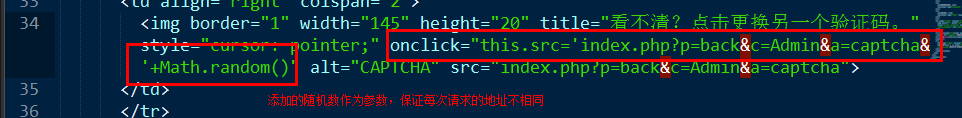 <td align="right" colspan="2">
34 <img border="1" width="145" height="20" title="看不清？点击更换另一个验证码。"
style="cursor: pointer;" onclick="this.src='index.php?p=back&c=Admin&a=captcha&
'+Math.random()" alt="CAPTCHA" src="index.php?p=back&c=Admin&a=captcha">
35 </td>
添加的随机数作为参数，保证每次请求的地址不相同
36 </tr>